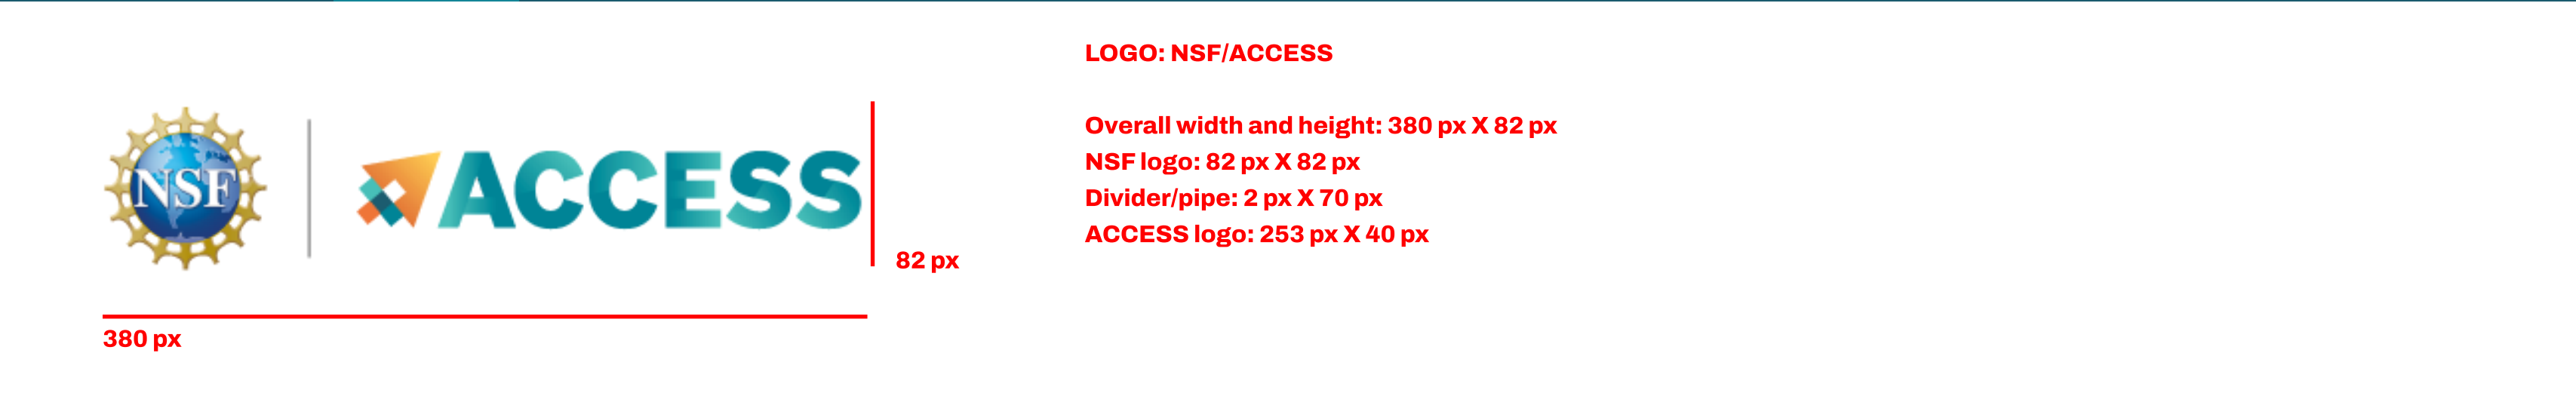 NSF
ACCESS
82 px
380 px
LOGO: NSF/ACCESS
Overall width and height: 380 px X 82 px
NSF logo: 82 px X 82 px
Divider/pipe: 2 px X 70 px
ACCESS logo: 253 px X 40 px